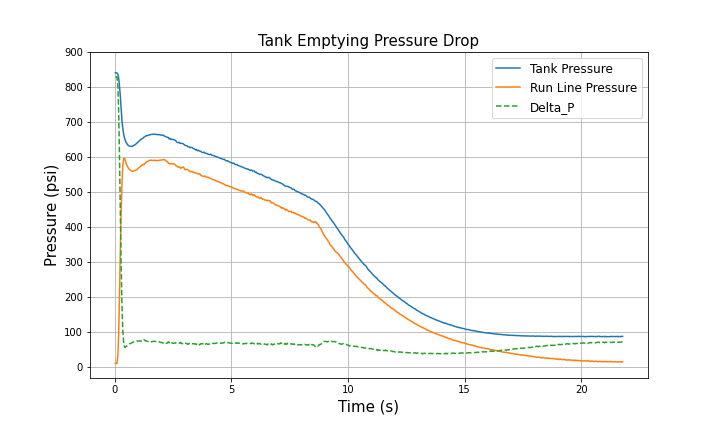 Tank Emptying Pressure Drop
Pressure (psi)
900
800
700
600
500
400
300
200
100
0
Tank Pressure
Run Line Pressure
Delta_P
0 5 10 15 20
Time (s)